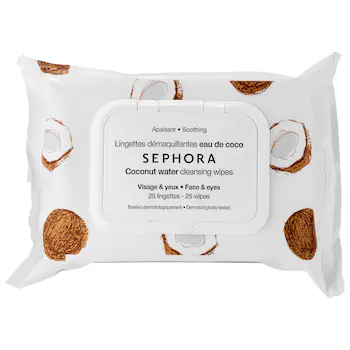 Apaisant • Soothing
Lingettes démaquillantes eau de coco
SEPHORA
Coconut water cleansing wipes
Visage & yeux • Face & eyes
25 lingettes - 25 wipes
Testées dermatologiquement • Dermatologically tested